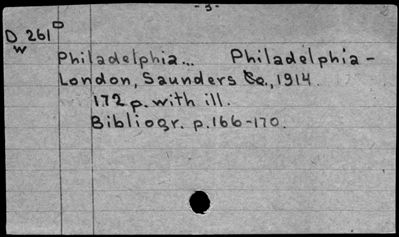 -3-
D 261
w
Philadelphia... Philadelphia -
London, Saunders Co., 1914.
172 p. with ill.
Bibliogr. p. 166-170.